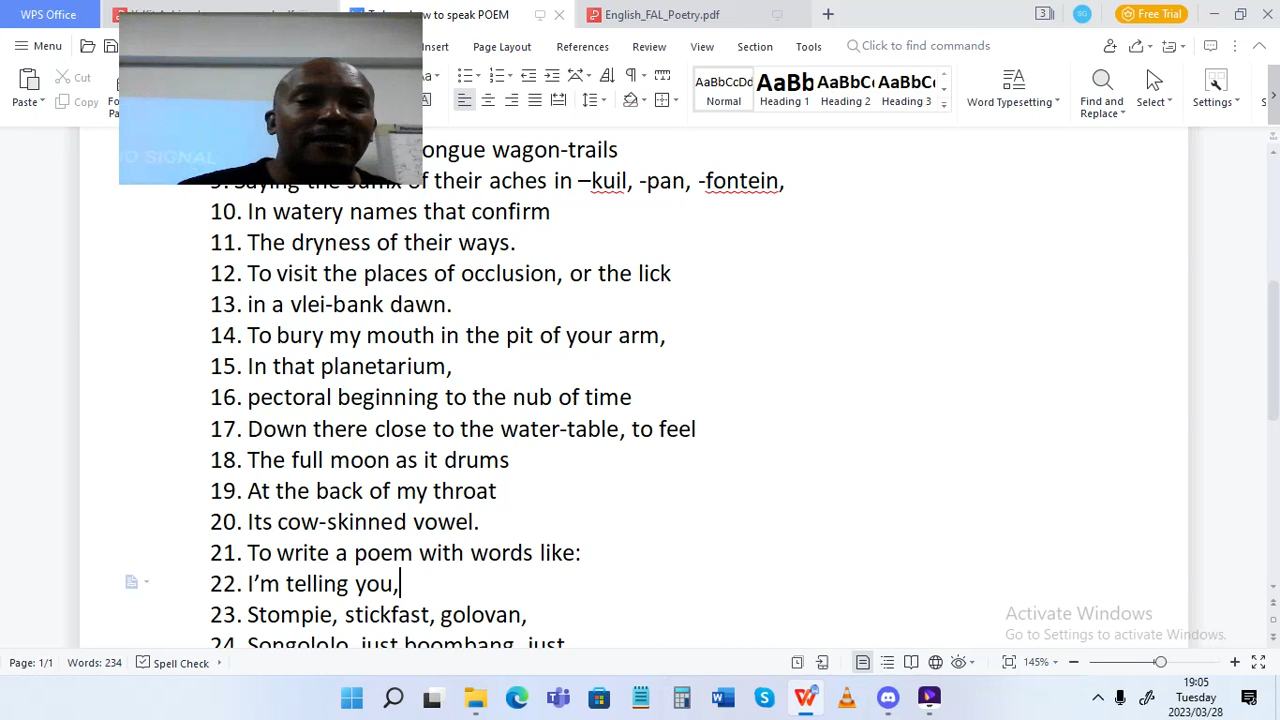 WPS Office
how to speak POEM
English_FAL_Poetry.pdf
Free Trial
Menu
Insert
Page Layout
References
Review
View
Section
Tools
Click to find commands
Paste
Cut
Copy
AaBbCcDd
AaBb
AaBbC
AaBbC
Normal
Heading 1
Heading 2
Heading 3
Word Typesetting
Find and
Replace
Select
Settings
NO SIGNAL
ongue wagon-trails
9. Saying the suffix of their aches in –kuil, -pan, -fontein,
10. In watery names that confirm
11. The dryness of their ways.
12. To visit the places of occlusion, or the lick
13. in a vlei-bank dawn.
14. To bury my mouth in the pit of your arm,
15. In that planetarium,
16. pectoral beginning to the nub of time
17. Down there close to the water-table, to feel
18. The full moon as it drums
19. At the back of my throat
20. Its cow-skinned vowel.
21. To write a poem with words like:
22. I’m telling you,
23. Stompie, stickfast, golovan,
24. Songololo, just boombang, just
Activate Windows
Go to Settings to activate Windows.
Page: 1/1
Words: 234
Spell Check
145%
19:05
Tuesday
2023/03/28